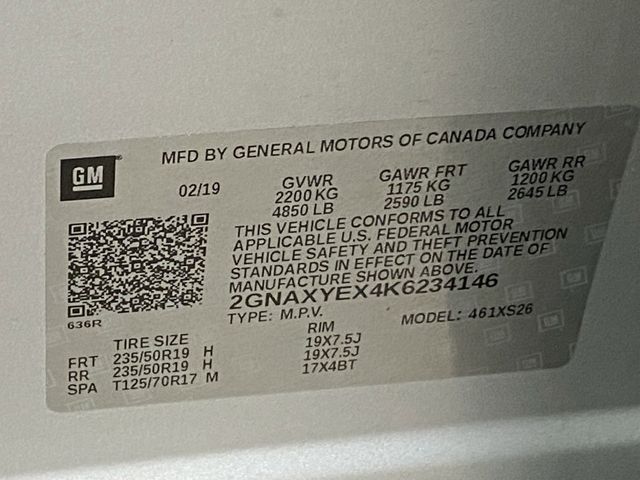 GM
MFD BY GENERAL MOTORS OF CANADA COMPANY
02/19 GVWR GAWR FRT GAWR RR
2200 KG 1175 KG 1200 KG
4850 LB 2590 LB 2645 LB
THIS VEHICLE CONFORMS TO ALL
APPLICABLE U.S. FEDERAL MOTOR
VEHICLE SAFETY AND THEFT PREVENTION
STANDARDS IN EFFECT ON THE DATE OF
MANUFACTURE SHOWN ABOVE.
2GNAXYEX4K6234146
636R
TYPE: M.P.V. MODEL: 461XS26
TIRE SIZE RIM
FRT 235/50R19 H 19X7.5J
RR 235/50R19 H 19X7.5J
SPA T125/70R17 M 17X4BT